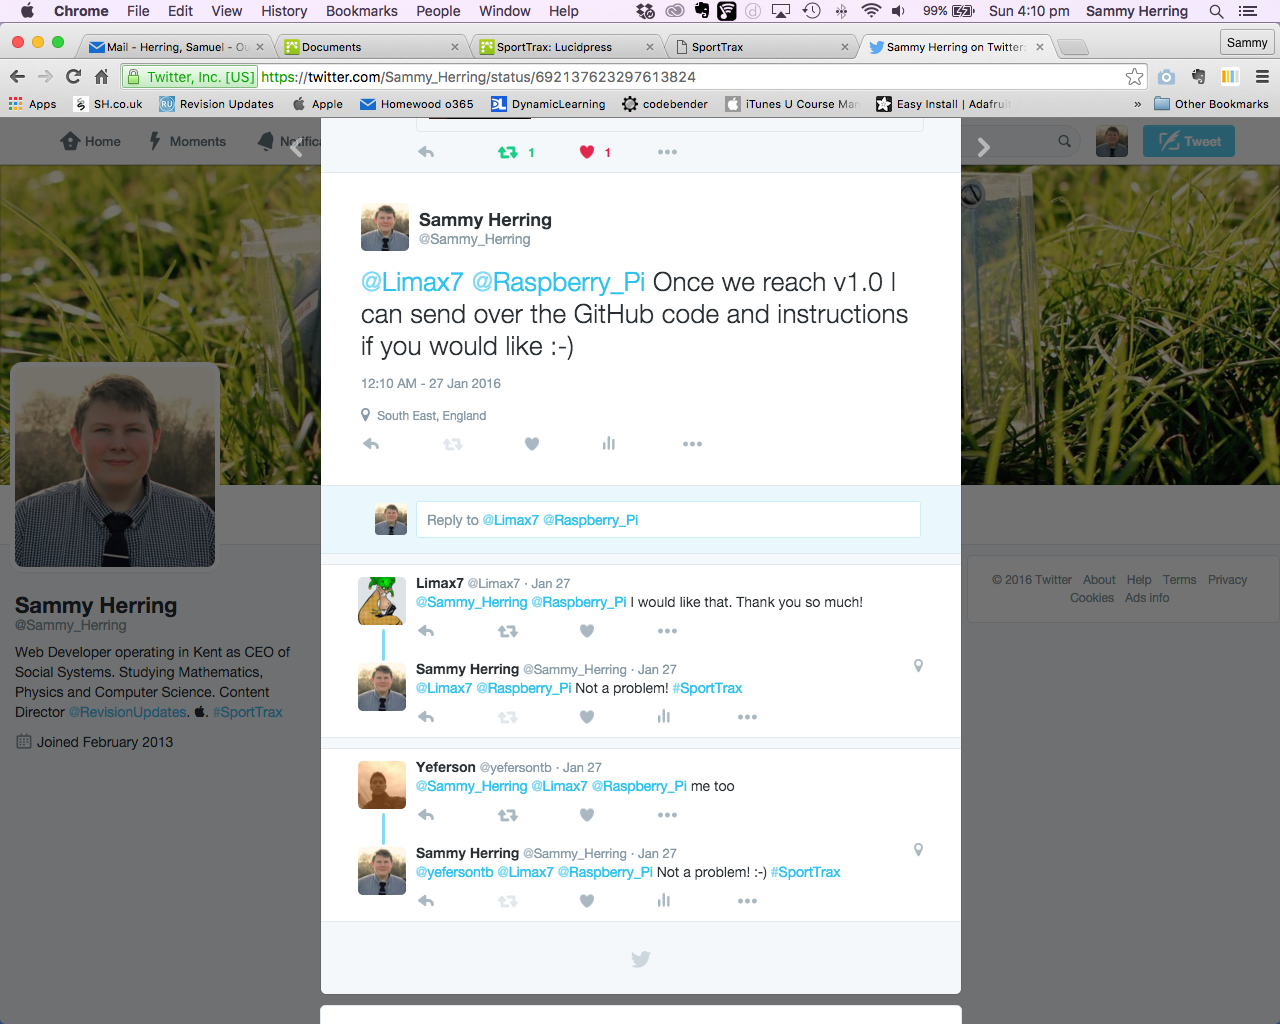 Chrome File Edit View History Bookmarks People Window Help 99% Sun 4:10 pm Sammy Herring
Mail - Herring, Samuel - Ou Documents SportTrax: Lucidpress SportTrax Sammy Herring on Twitter: Sammy
Twitter, Inc. [US] https://twitter.com/Sammy_Herring/status/692137623297613824
Apps SH.co.uk Revision Updates Apple Homewood o365 DynamicLearning codebender iTunes U Course Man Easy Install | Adafrui » Other Bookmarks
Home Moments Notifica Tweet
1 1
Sammy Herring
@Sammy_Herring
@Limax7 @Raspberry_Pi Once we reach v1.0 I
can send over the GitHub code and instructions
if you would like :-)
12:10 AM - 27 Jan 2016
South East, England
Reply to @Limax7 @Raspberry_Pi
Limax7 @Limax7 · Jan 27
@Sammy_Herring @Raspberry_Pi I would like that. Thank you so much!
Sammy Herring @Sammy_Herring · Jan 27
@Limax7 @Raspberry_Pi Not a problem! #SportTrax
Yeferson @yefersontb · Jan 27
@Sammy_Herring @Limax7 @Raspberry_Pi me too
Sammy Herring @Sammy_Herring · Jan 27
@yefersontb @Limax7 @Raspberry_Pi Not a problem! :-) #SportTrax
Sammy Herring
@Sammy_Herring
Web Developer operating in Kent as CEO of
Social Systems. Studying Mathematics,
Physics and Computer Science. Content
Director @RevisionUpdates. . #SportTrax
Joined February 2013
© 2016 Twitter About Help Terms Privacy
Cookies Ads info